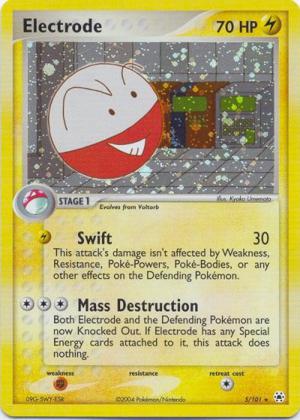 Electrode 70 HP
Illus. Kyoko Umemoto
STAGE 1
Evolves from Voltorb
Swift 30
This attack's damage isn't affected by Weakness,
Resistance, Poké-Powers, Poké-Bodies, or any
other effects on the Defending Pokémon.
Mass Destruction
Both Electrode and the Defending Pokémon are
now Knocked Out. If Electrode has any Special
Energy cards attached to it, this attack does
nothing.
weakness resistance retreat cost
09G-5WY-E5R ©2004 Pokémon/Nintendo 5/101 ★